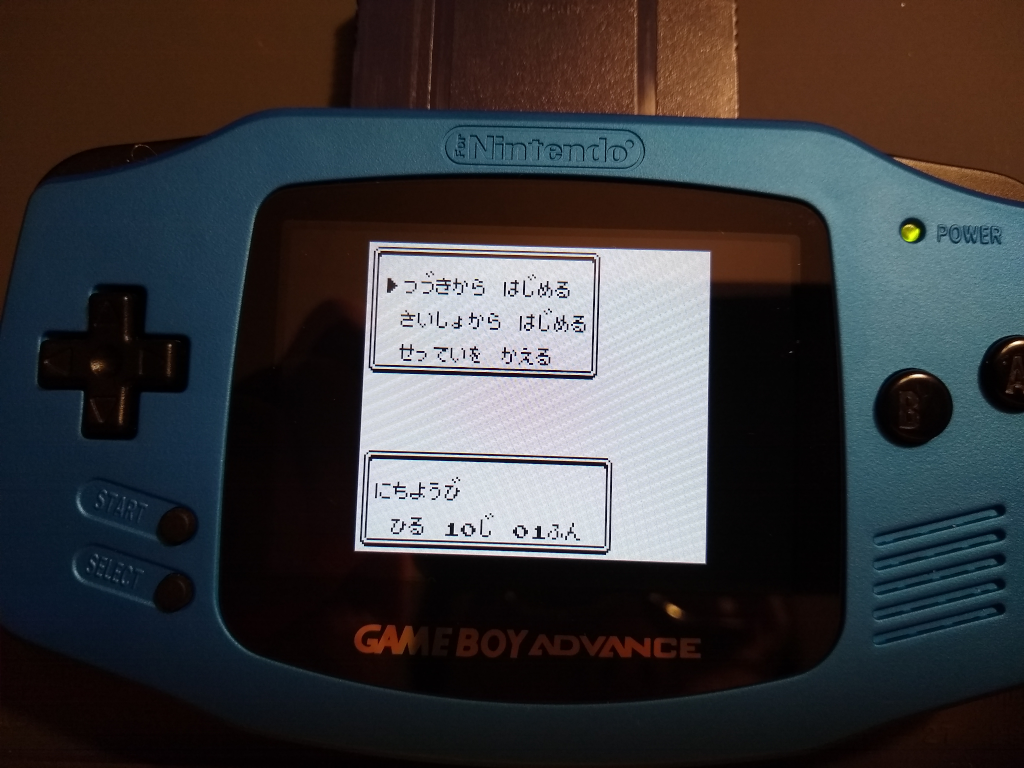 for Nintendo®
POWER
▶つづきから はじめる
さいしょから はじめる
せっていを かえる
にちようび
ひる 10じ 01ふん
B
A
START
SELECT
GAME BOY ADVANCE